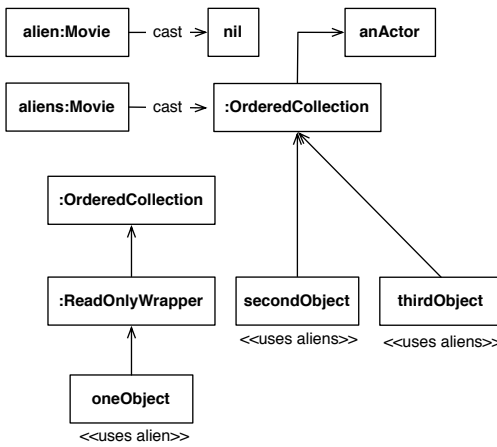 alien:Movie
cast
nil
anActor
aliens:Movie
cast
:OrderedCollection
:OrderedCollection
:ReadOnlyWrapper
secondObject
thirdObject
<<uses aliens>>
<<uses aliens>>
oneObject
<<uses alien>>